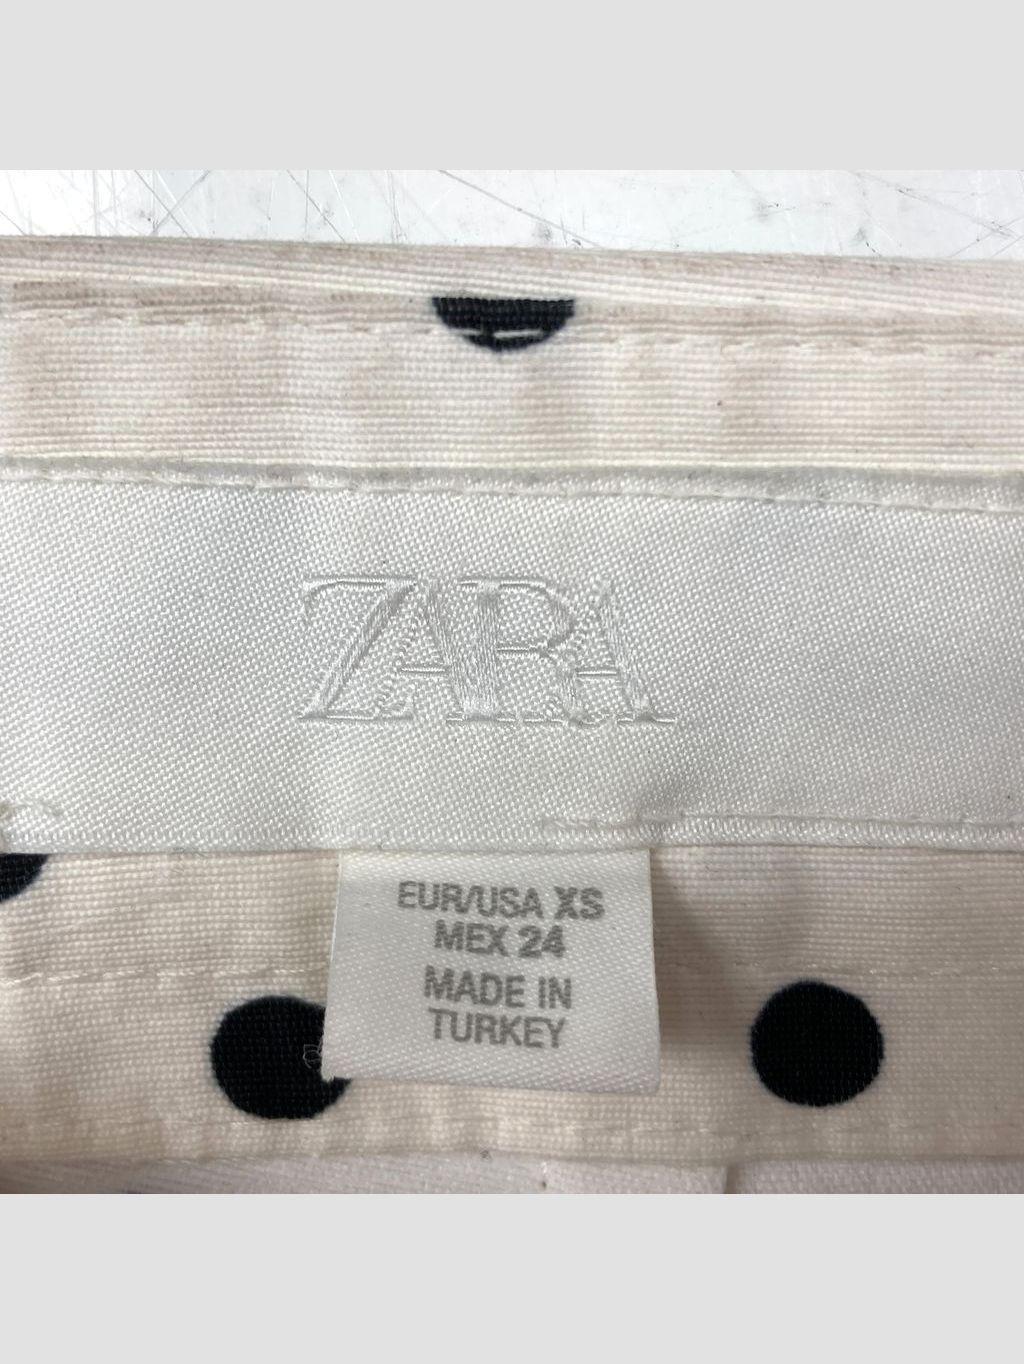 ZARA
EUR/USA XS
MEX 24
MADE IN
TURKEY